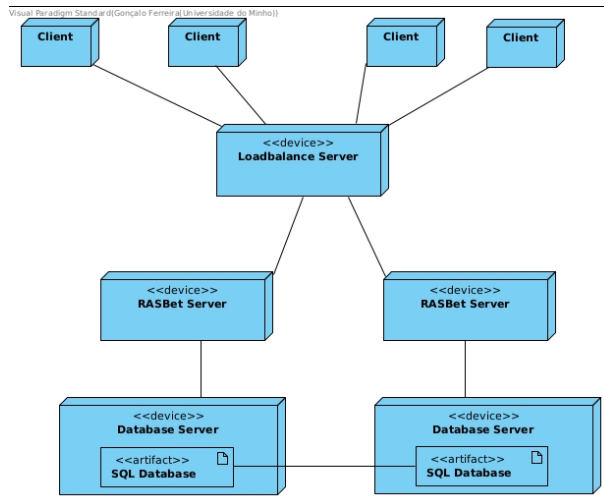 Visual Paradigm Standard(Gonçalo Ferreira(Universidade do Minho))
Client
Client
Client
Client
<<device>>
Loadbalance Server
<<device>>
RASBet Server
<<device>>
RASBet Server
<<device>>
Database Server
<<artifact>>
SQL Database
<<device>>
Database Server
<<artifact>>
SQL Database